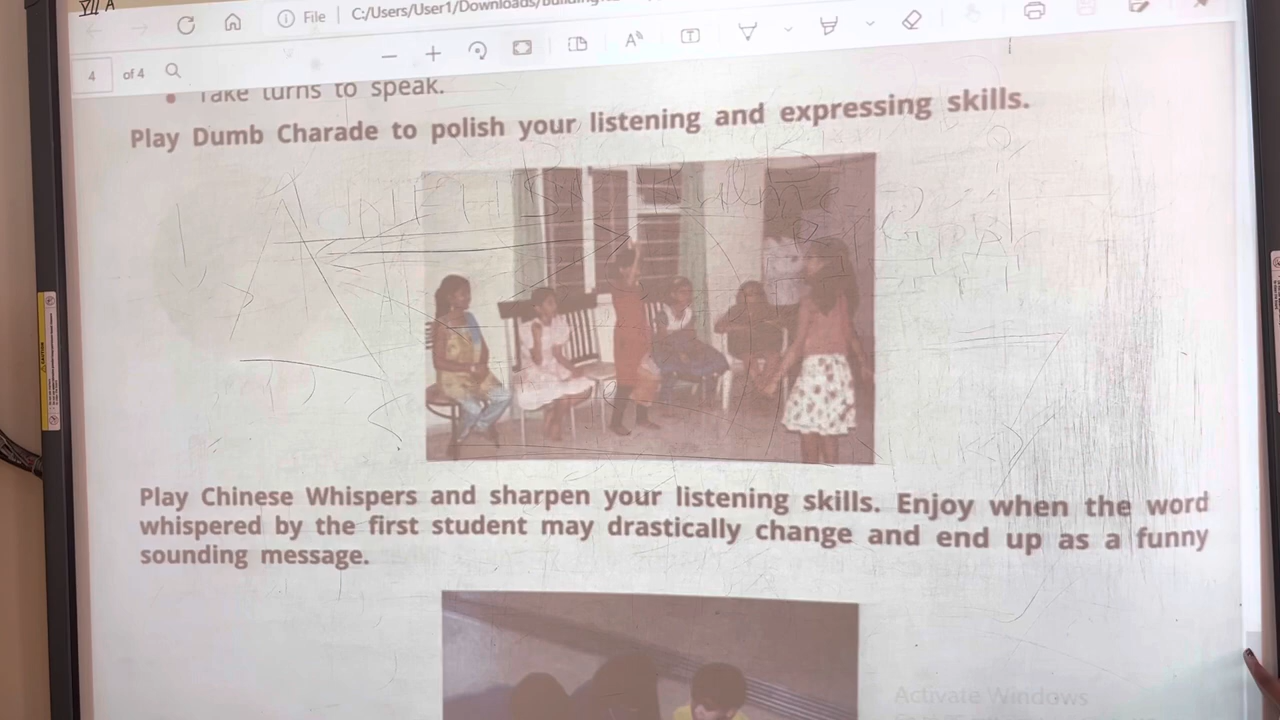 VII A
File | C:/Users/User1/Downloads/
4 of 4
• Take turns to speak.
Play Dumb Charade to polish your listening and expressing skills.
Play Chinese Whispers and sharpen your listening skills. Enjoy when the word
whispered by the first student may drastically change and end up as a funny
sounding message.
Activate Windows